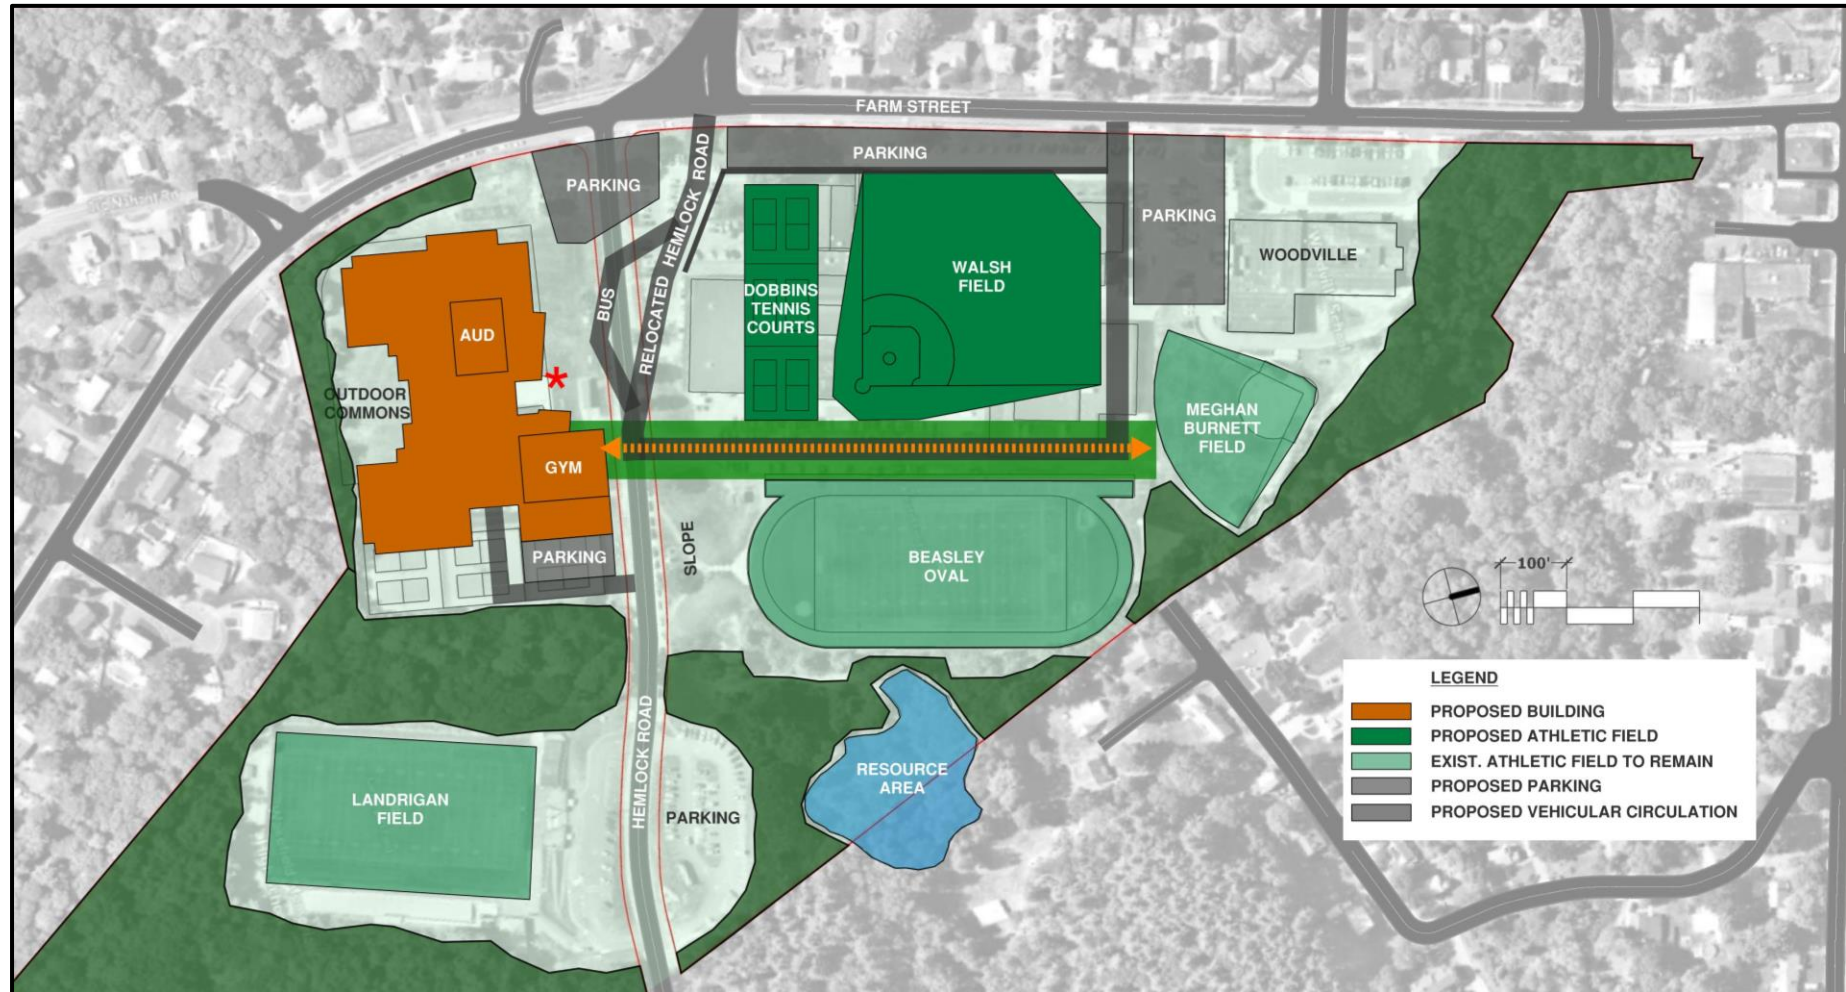 FARM STREET
PARKING
PARKING
PARKING
RELOCATED HEMLOCK ROAD
BUS
WOODVILLE
WALSH
FIELD
DOBBINS
TENNIS
COURTS
AUD
*
OUTDOOR
COMMONS
MEGHAN
BURNETT
FIELD
GYM
SLOPE
PARKING
BEASLEY
OVAL
100'
HEMLOCK ROAD
RESOURCE
AREA
LANDRIGAN
FIELD
PARKING
LEGEND
PROPOSED BUILDING
PROPOSED ATHLETIC FIELD
EXIST. ATHLETIC FIELD TO REMAIN
PROPOSED PARKING
PROPOSED VEHICULAR CIRCULATION